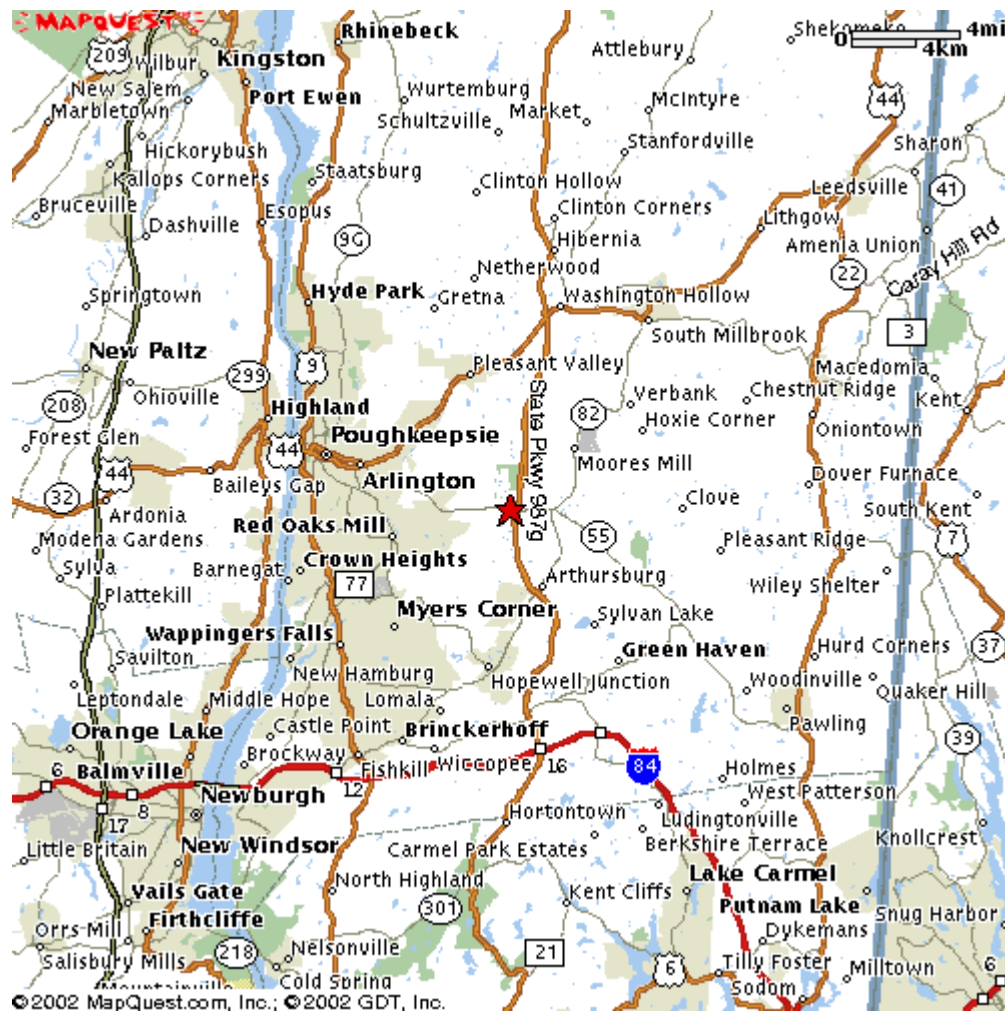 MAPQUEST
Rhinebeck
Shekomeko
0 4mi
4km
209
Wilbur
Kingston
Attlebury
New Salem
Port Ewen
Wurtemburg
Market
McIntyre
44
Marbletown
Schultzville
Stanfordville
Hickorybush
Sharon
Kallops Corners
Staatsburg
Clinton Hollow
Leedsville
41
Bruceville
Esopus
Clinton Corners
Lithgow
Dashville
9G
Hibernia
Amenia Union
Netherwood
22
Caray Hill Rd
Springtown
Hyde Park
Gretna
Washington Hollow
South Millbrook
3
New Paltz
9
Pleasant Valley
Macedonia
299
Ohioville
State Pkwy 987g
Verbank
Chestnut Ridge
Kent
208
Highland
82
Hoxie Corner
Oniontown
Forest Glen
Poughkeepsie
44
44
Moores Mill
Baileys Gap
Arlington
Dover Furnace
32
Clove
Ardonia
South Kent
Red Oaks Mill
55
7
Modena Gardens
Pleasant Ridge
Sylva
Barnegat
Crown Heights
77
Arthursburg
Wiley Shelter
Plattekill
Myers Corner
Sylvan Lake
Wappingers Falls
Green Haven
Hurd Corners
37
Savilton
New Hamburg
Hopewell Junction
Woodinville
Leptondale
Middle Hope
Lomala
Quaker Hill
Castle Point
Pawling
Orange Lake
Brinckerhoff
39
Brockway
6
Balmville
Fishkill
Wiccopee
16
84
Holmes
8
Newburgh
12
West Patterson
17
Hortontown
Ludingtonville
Knollcrest
Little Britain
New Windsor
Carmel Park Estates
Berkshire Terrace
Lake Carmel
Vails Gate
North Highland
Kent Cliffs
Putnam Lake
301
Snug Harbor
Firthcliffe
Orrs Mill
Dykemans
218
Nelsonville
21
Salisbury Mills
6
Tilly Foster
Milltown
6
Mountainville
Cold Spring
Sodom
©2002 MapQuest.com, Inc.; ©2002 GDT, Inc.